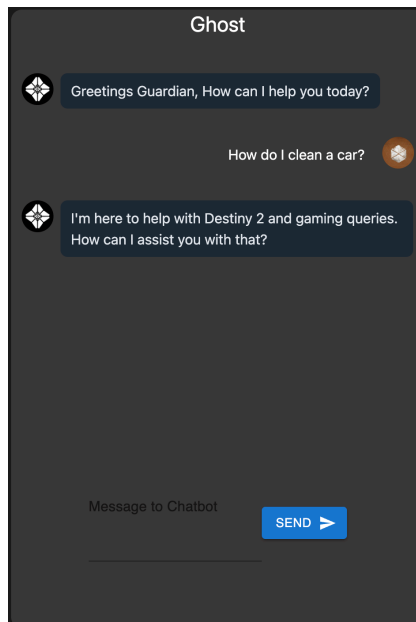 Ghost
Greetings Guardian, How can I help you today?
How do I clean a car?
I'm here to help with Destiny 2 and gaming queries.
How can I assist you with that?
Message to Chatbot
SEND